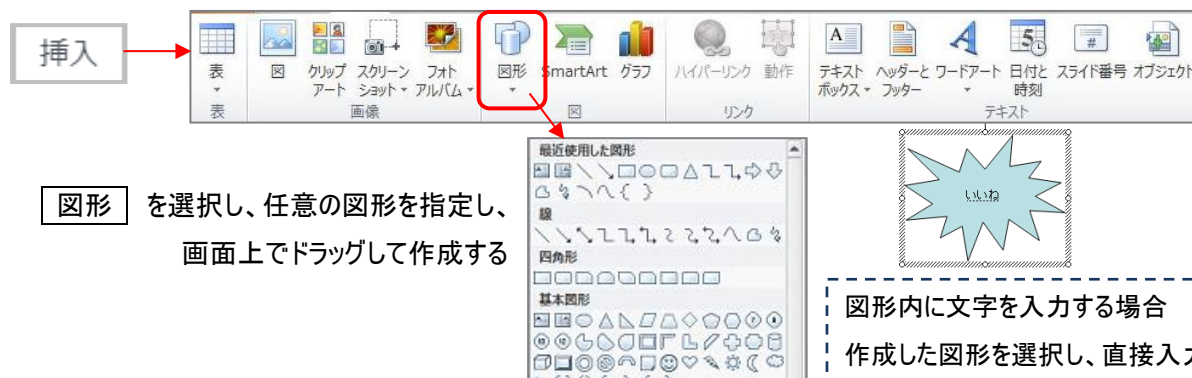 挿入
表
図
クリップ
アート
スクリーン
ショット
フォト
アルバム
図形
SmartArt
グラフ
ハイパーリンク
動作
A
テキスト
ボックス
ヘッダーと
フッター
A
ワードアート
5
日付と
時刻
#
スライド番号
オブジェクト
表
画像
図
リンク
テキスト
最近使用した図形
線
四角形
基本図形
いいね
図形 を選択し、任意の図形を指定し、
画面上でドラッグして作成する
図形内に文字を入力する場合
作成した図形を選択し、直接入